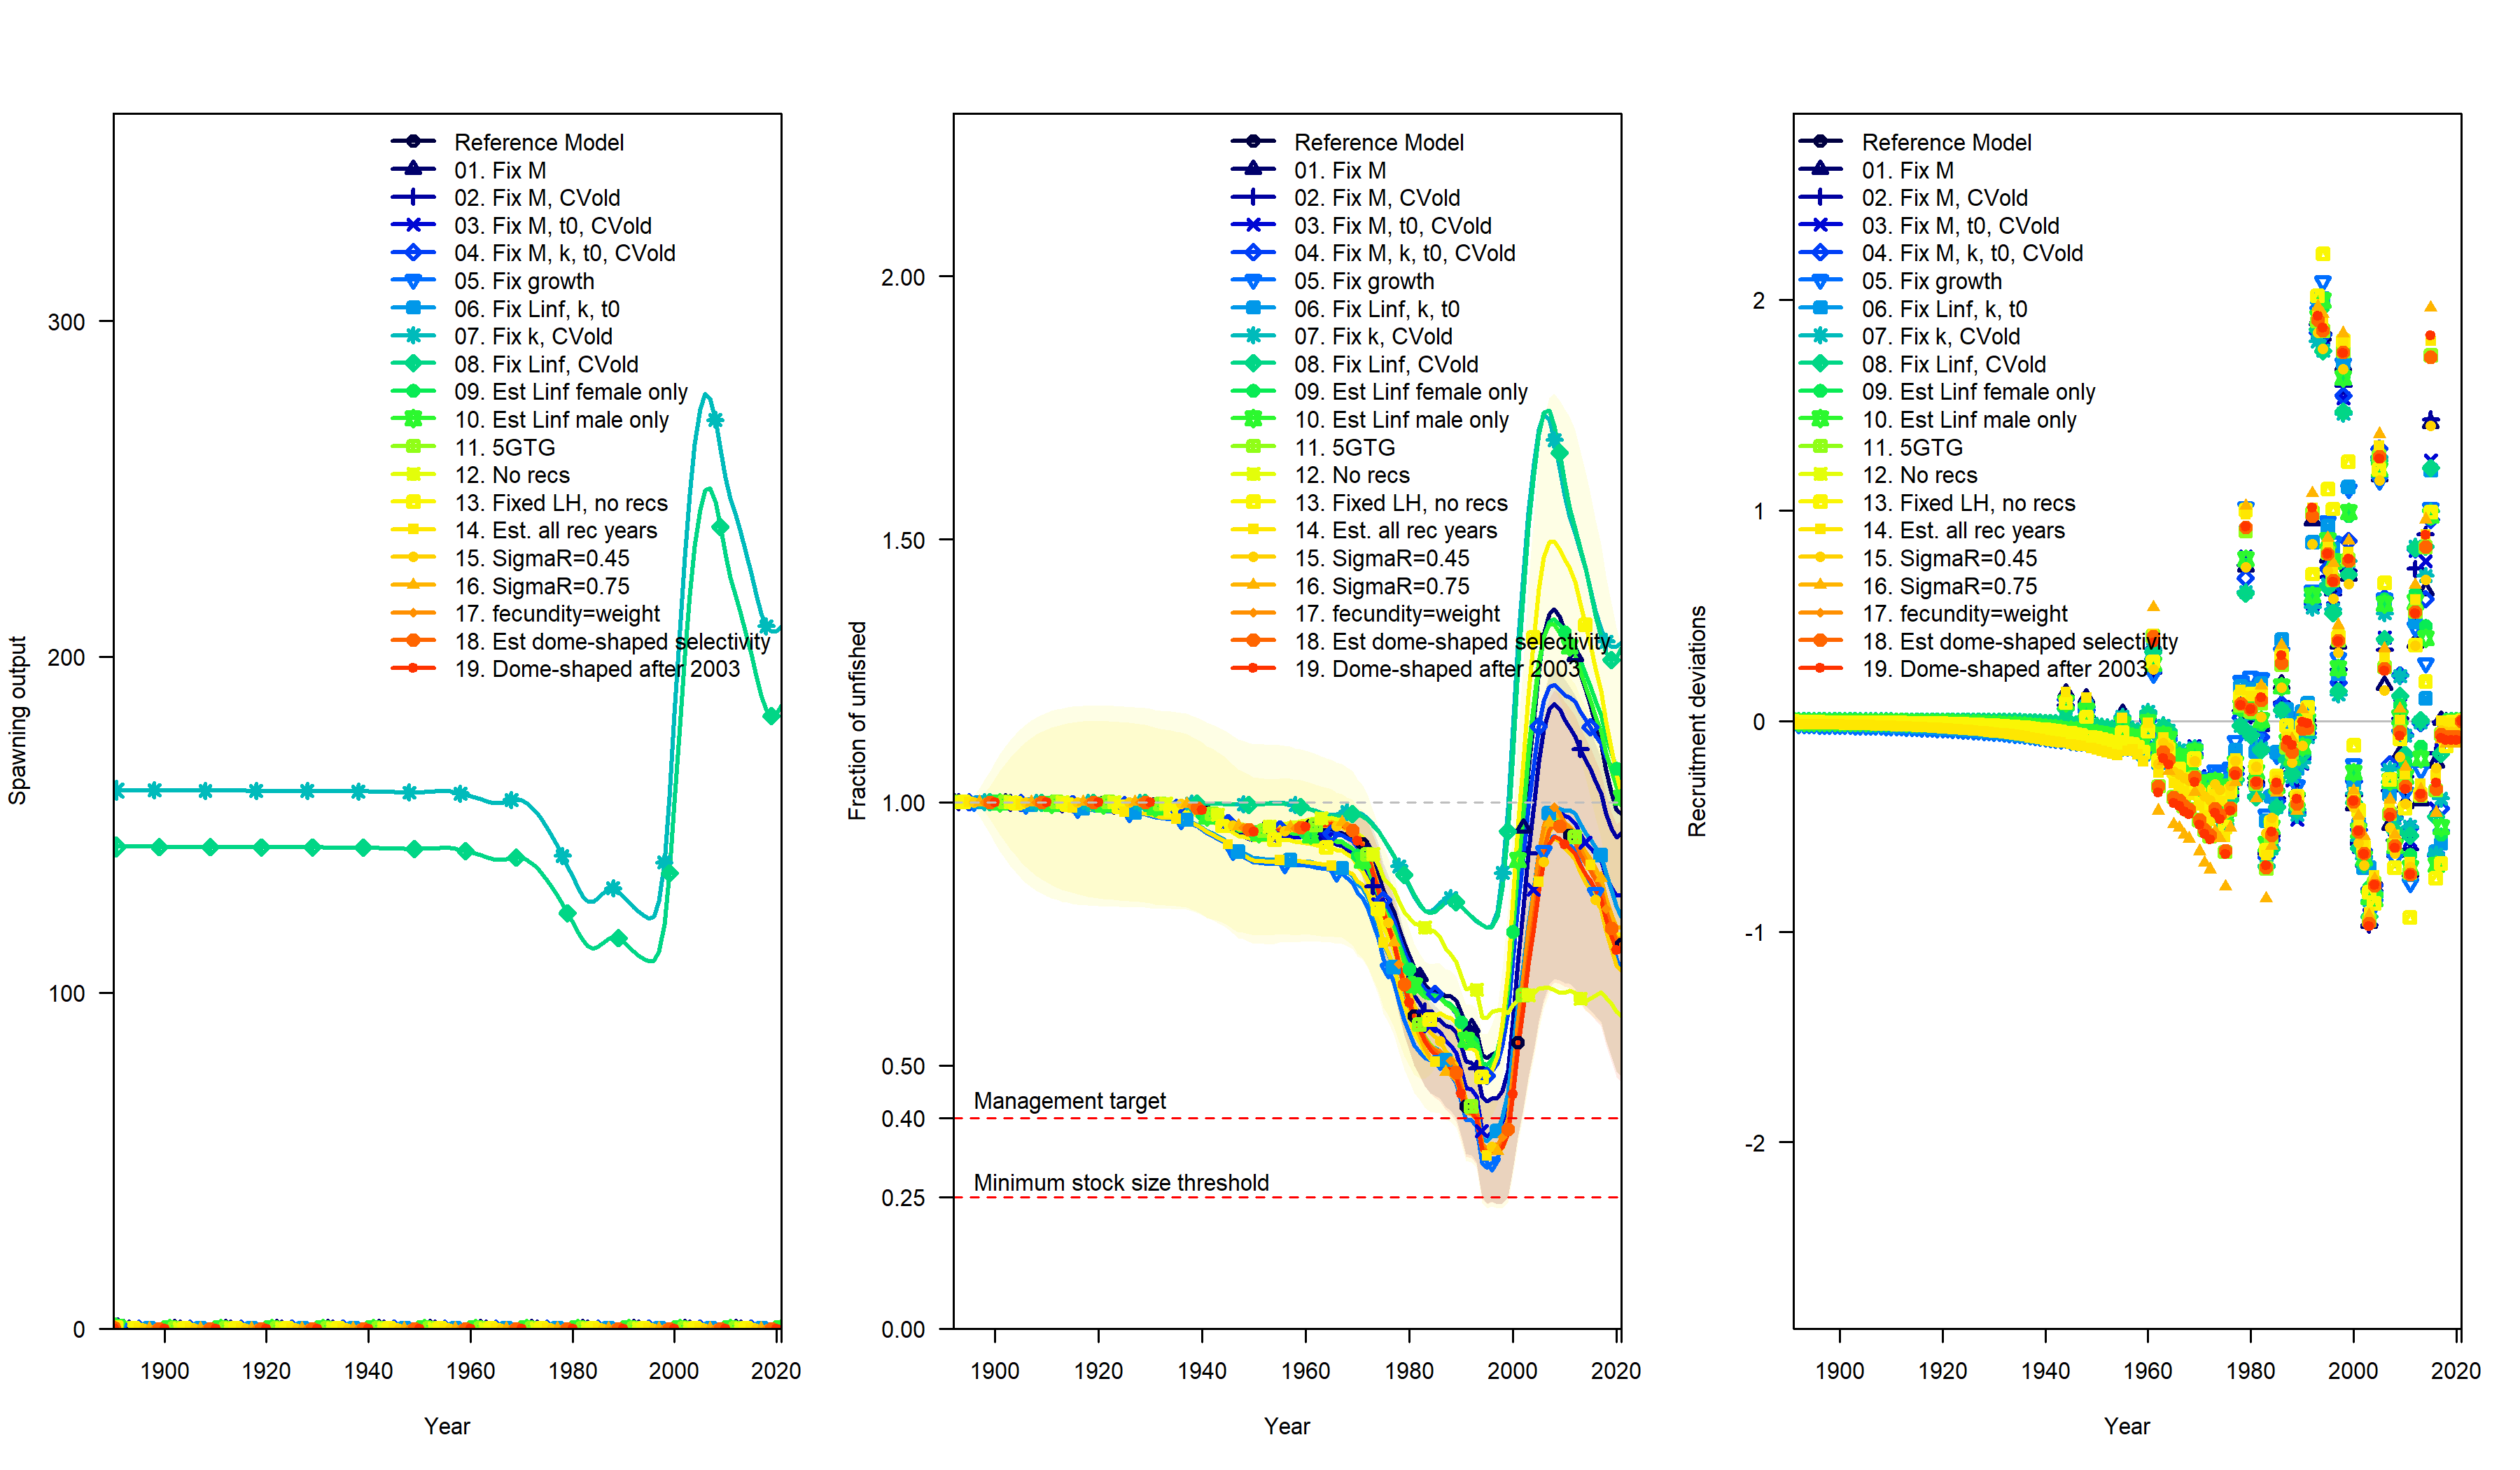 Spawning output
300
200
100
0
1900 1920 1940 1960 1980 2000 2020
Year
Reference Model
01. Fix M
02. Fix M, CVold
03. Fix M, t0, CVold
04. Fix M, k, t0, CVold
05. Fix growth
06. Fix Linf, k, t0
07. Fix k, CVold
08. Fix Linf, CVold
09. Est Linf female only
10. Est Linf male only
11. 5GTG
12. No recs
13. Fixed LH, no recs
14. Est. all rec years
15. SigmaR=0.45
16. SigmaR=0.75
17. fecundity=weight
18. Est dome-shaped selectivity
19. Dome-shaped after 2003
Fraction of unfished
2.00
1.50
1.00
0.50
0.40
0.25
0.00
Management target
Minimum stock size threshold
1900 1920 1940 1960 1980 2000 2020
Year
Reference Model
01. Fix M
02. Fix M, CVold
03. Fix M, t0, CVold
04. Fix M, k, t0, CVold
05. Fix growth
06. Fix Linf, k, t0
07. Fix k, CVold
08. Fix Linf, CVold
09. Est Linf female only
10. Est Linf male only
11. 5GTG
12. No recs
13. Fixed LH, no recs
14. Est. all rec years
15. SigmaR=0.45
16. SigmaR=0.75
17. fecundity=weight
18. Est dome-shaped selectivity
19. Dome-shaped after 2003
Recruitment deviations
2
1
0
-1
-2
1900 1920 1940 1960 1980 2000 2020
Year
Reference Model
01. Fix M
02. Fix M, CVold
03. Fix M, t0, CVold
04. Fix M, k, t0, CVold
05. Fix growth
06. Fix Linf, k, t0
07. Fix k, CVold
08. Fix Linf, CVold
09. Est Linf female only
10. Est Linf male only
11. 5GTG
12. No recs
13. Fixed LH, no recs
14. Est. all rec years
15. SigmaR=0.45
16. SigmaR=0.75
17. fecundity=weight
18. Est dome-shaped selectivity
19. Dome-shaped after 2003